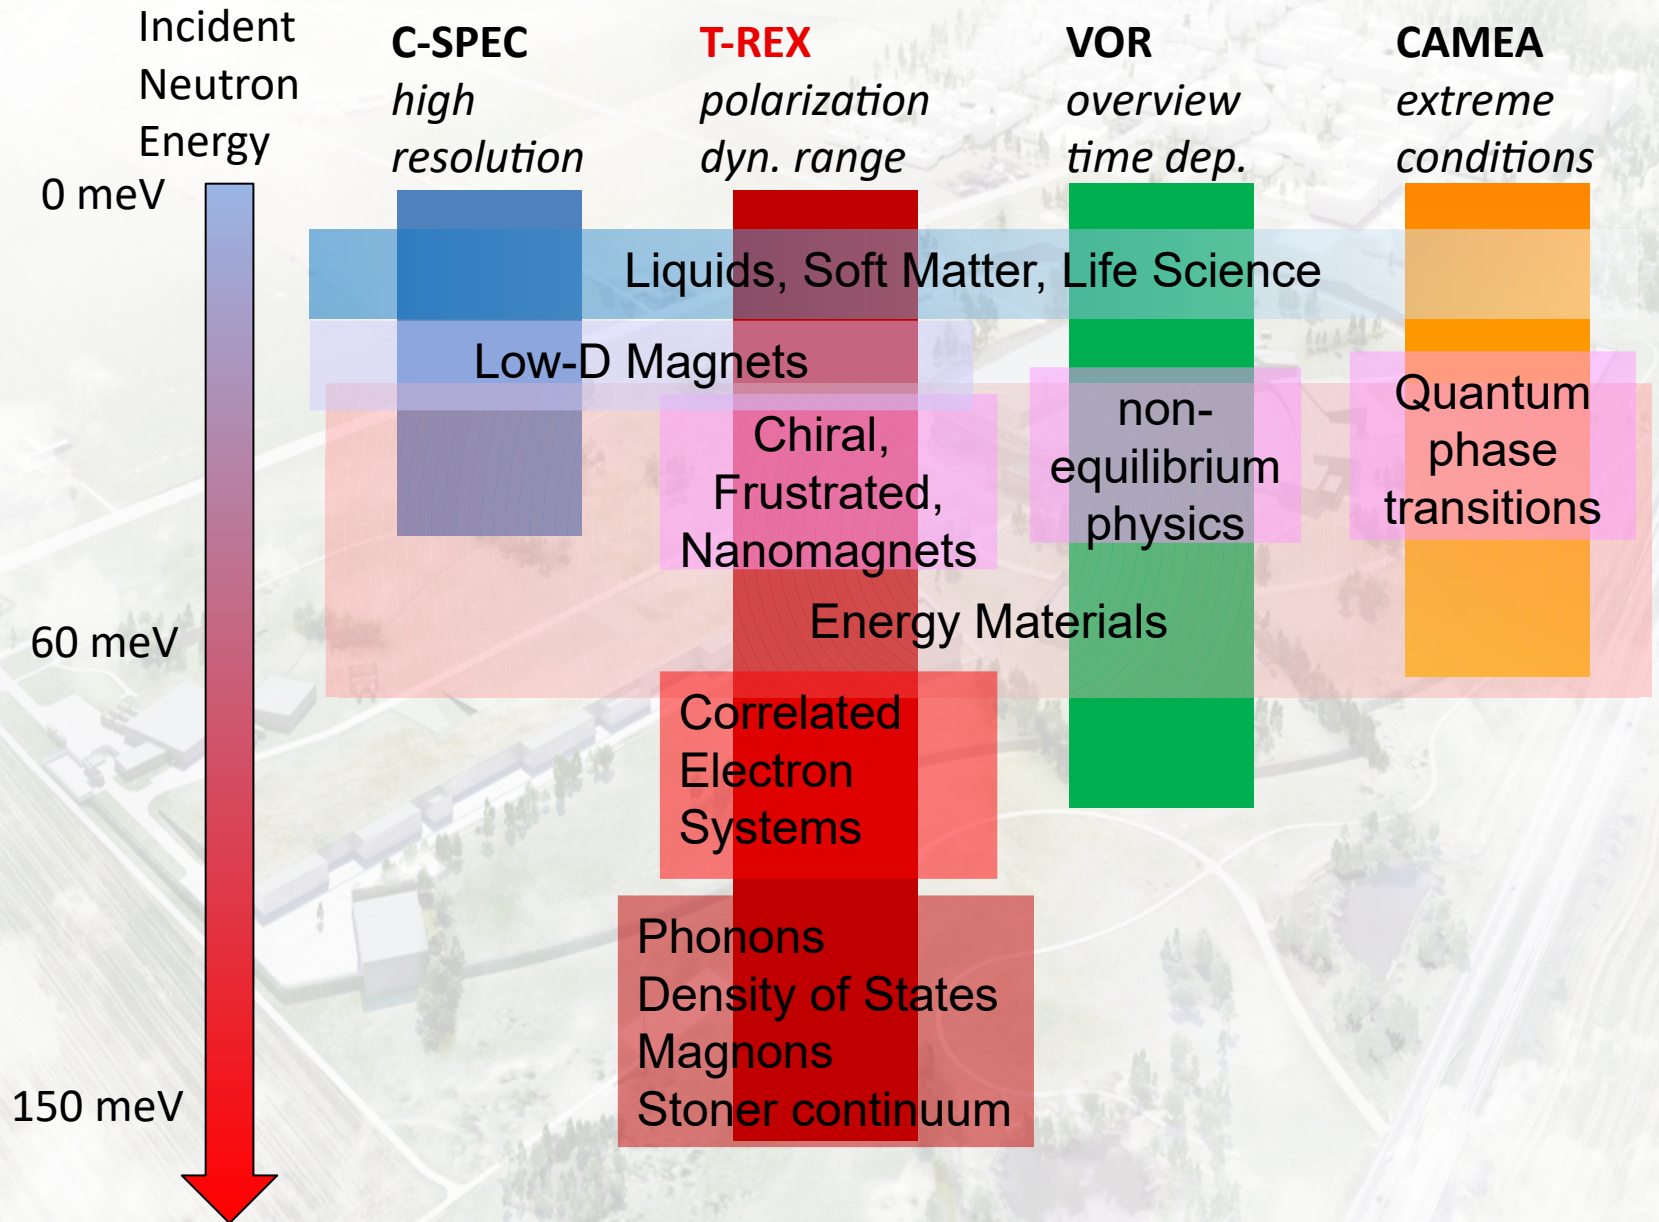 Incident
Neutron
Energy
C-SPEC
high
resolution
T-REX
polarization
dyn. range
VOR
overview
time dep.
CAMEA
extreme
conditions
0 meV
Liquids, Soft Matter, Life Science
Low-D Magnets
Chiral,
Frustrated,
Nanomagnets
non-
equilibrium
physics
Quantum
phase
transitions
60 meV
Energy Materials
Correlated
Electron
Systems
Phonons
Density of States
Magnons
Stoner continuum
150 meV